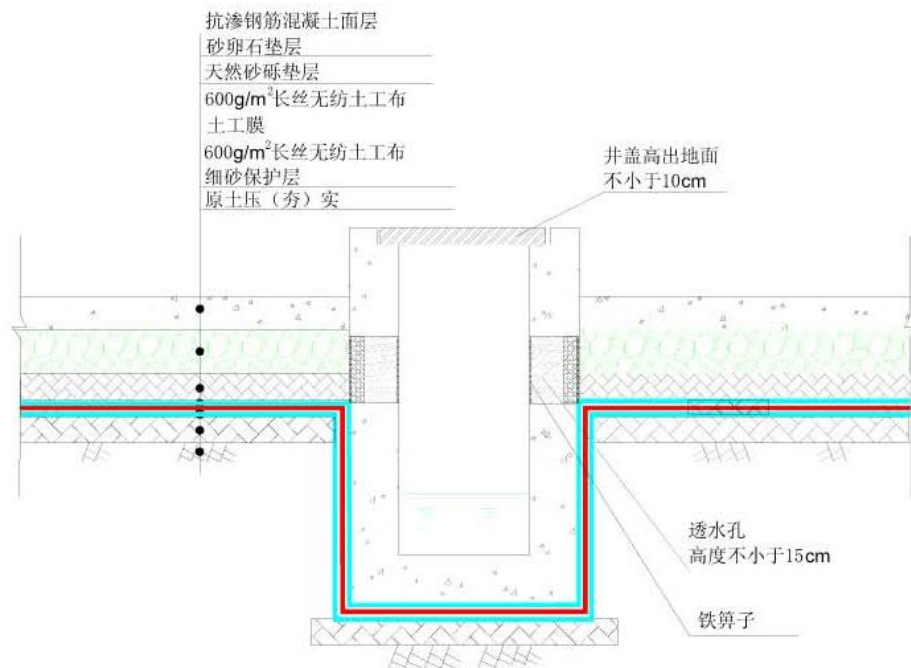 抗渗钢筋混凝土面层
砂卵石垫层
天然砂砾垫层
600g/m²长丝无纺土工布
土工膜
600g/m²长丝无纺土工布
细砂保护层
原土压（夯）实
井盖高出地面
不小于10cm
透水孔
高度不小于15cm
铁箅子